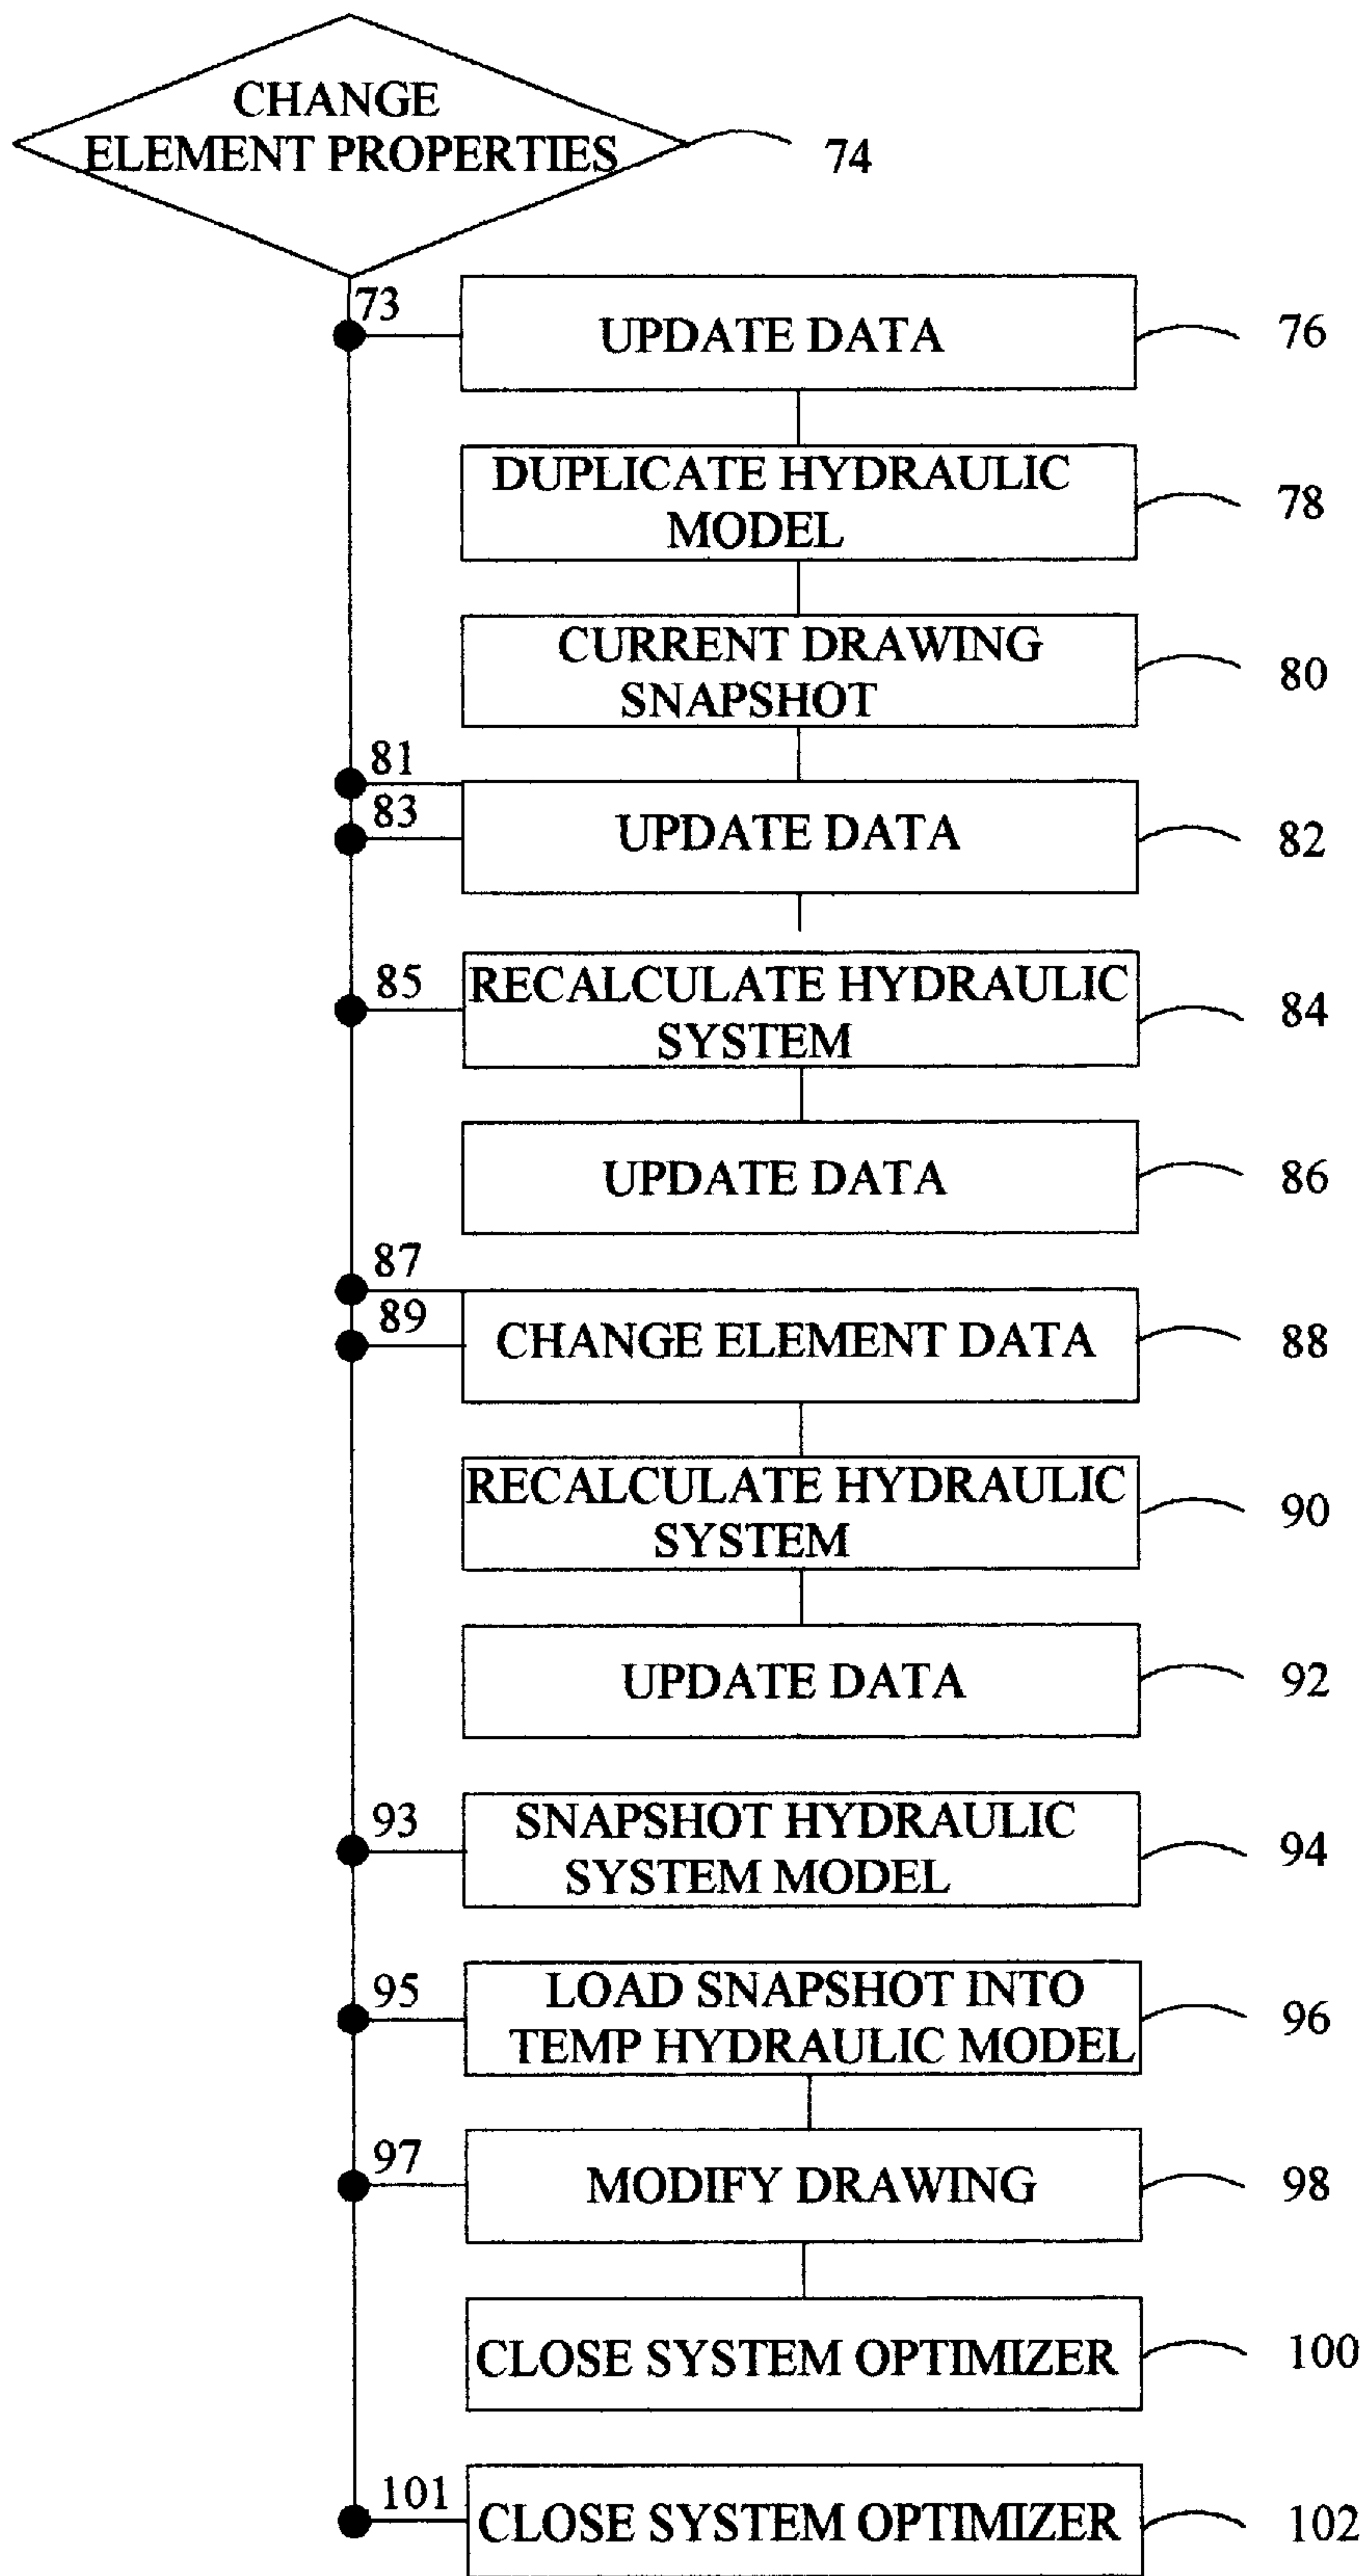 CHANGE
ELEMENT PROPERTIES
74
73
UPDATE DATA
76
DUPLICATE HYDRAULIC
MODEL
78
CURRENT DRAWING
SNAPSHOT
80
81
83
UPDATE DATA
82
85
RECALCULATE HYDRAULIC
SYSTEM
84
UPDATE DATA
86
87
89
CHANGE ELEMENT DATA
88
RECALCULATE HYDRAULIC
SYSTEM
90
UPDATE DATA
92
93
SNAPSHOT HYDRAULIC
SYSTEM MODEL
94
95
LOAD SNAPSHOT INTO
TEMP HYDRAULIC MODEL
96
97
MODIFY DRAWING
98
CLOSE SYSTEM OPTIMIZER
100
101
CLOSE SYSTEM OPTIMIZER
102